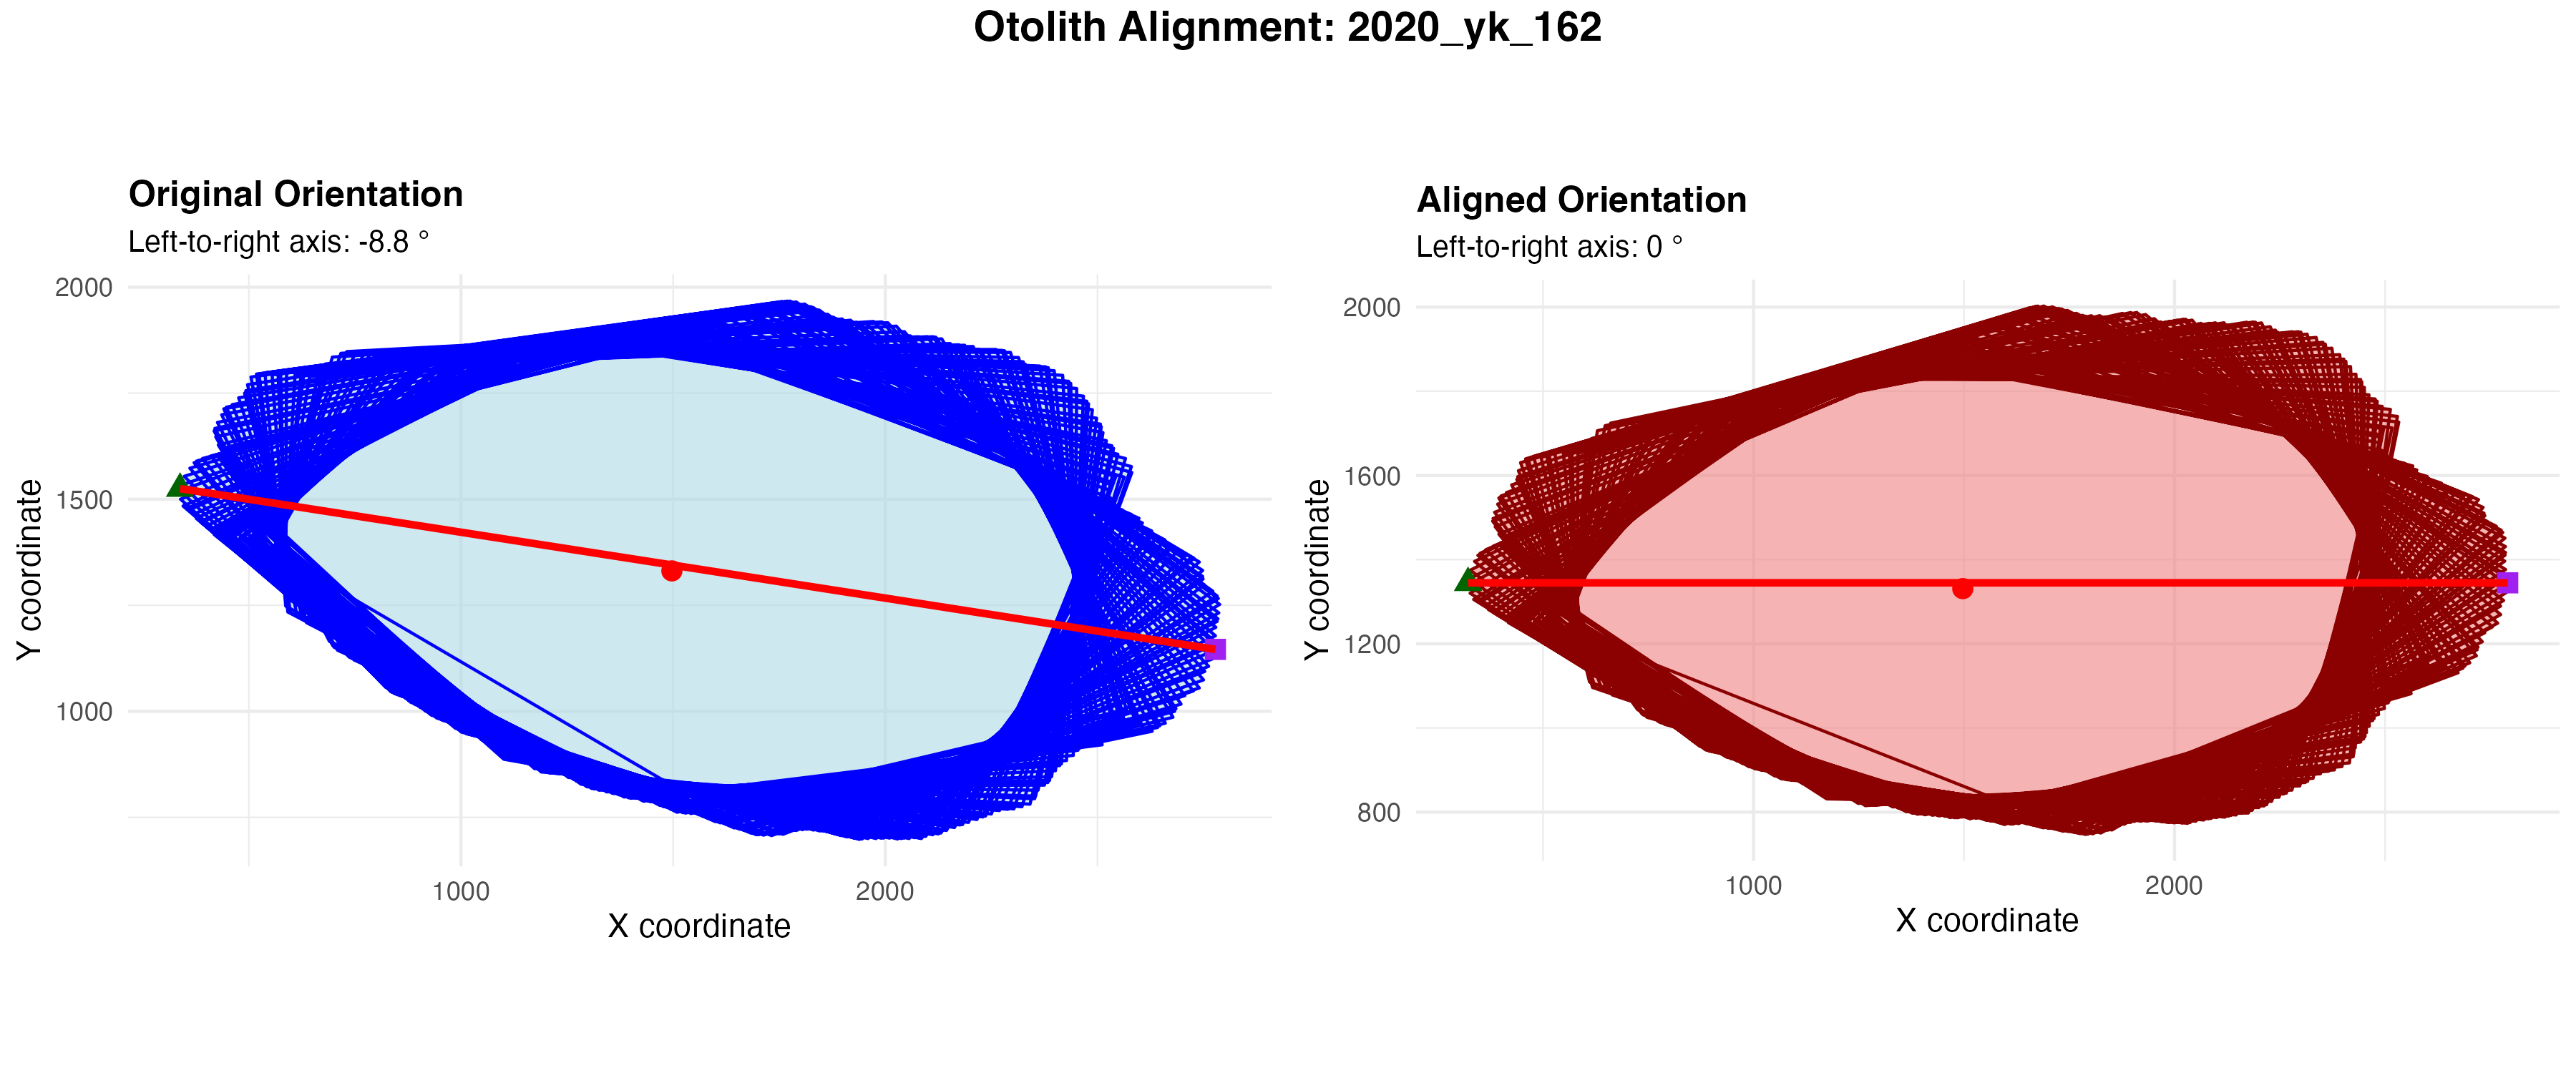 Otolith Alignment: 2020_yk_162
Original Orientation
Left-to-right axis: -8.8 °
2000
1500
1000
Y coordinate
1000
2000
X coordinate
Aligned Orientation
Left-to-right axis: 0 °
2000
1600
1200
800
Y coordinate
1000
2000
X coordinate